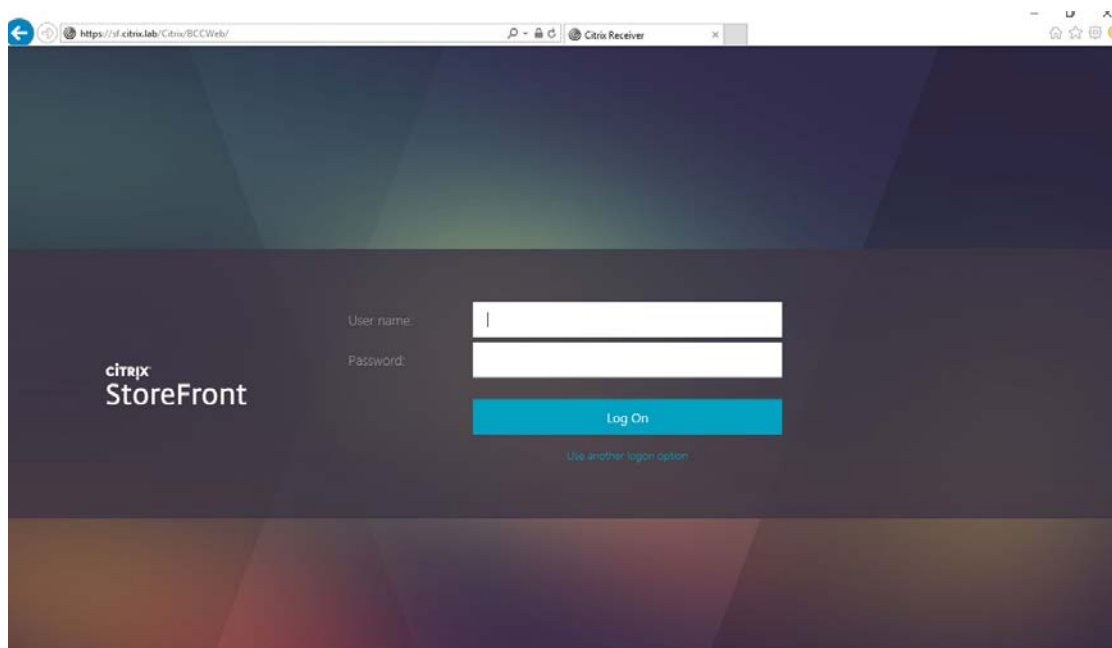 https://sf.citrix.lab/Citrix/BCCWeb/
Citrix Receiver
User name:
Password:
citrix
StoreFront
Log On
Use another logon option